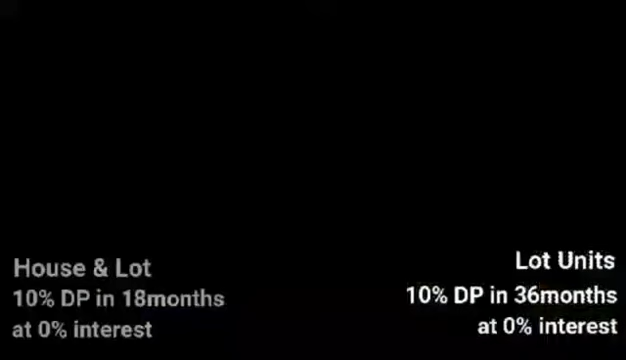 House & Lot
10% DP in 18months
at 0% interest
Lot Units
10% DP in 36months
at 0% interest